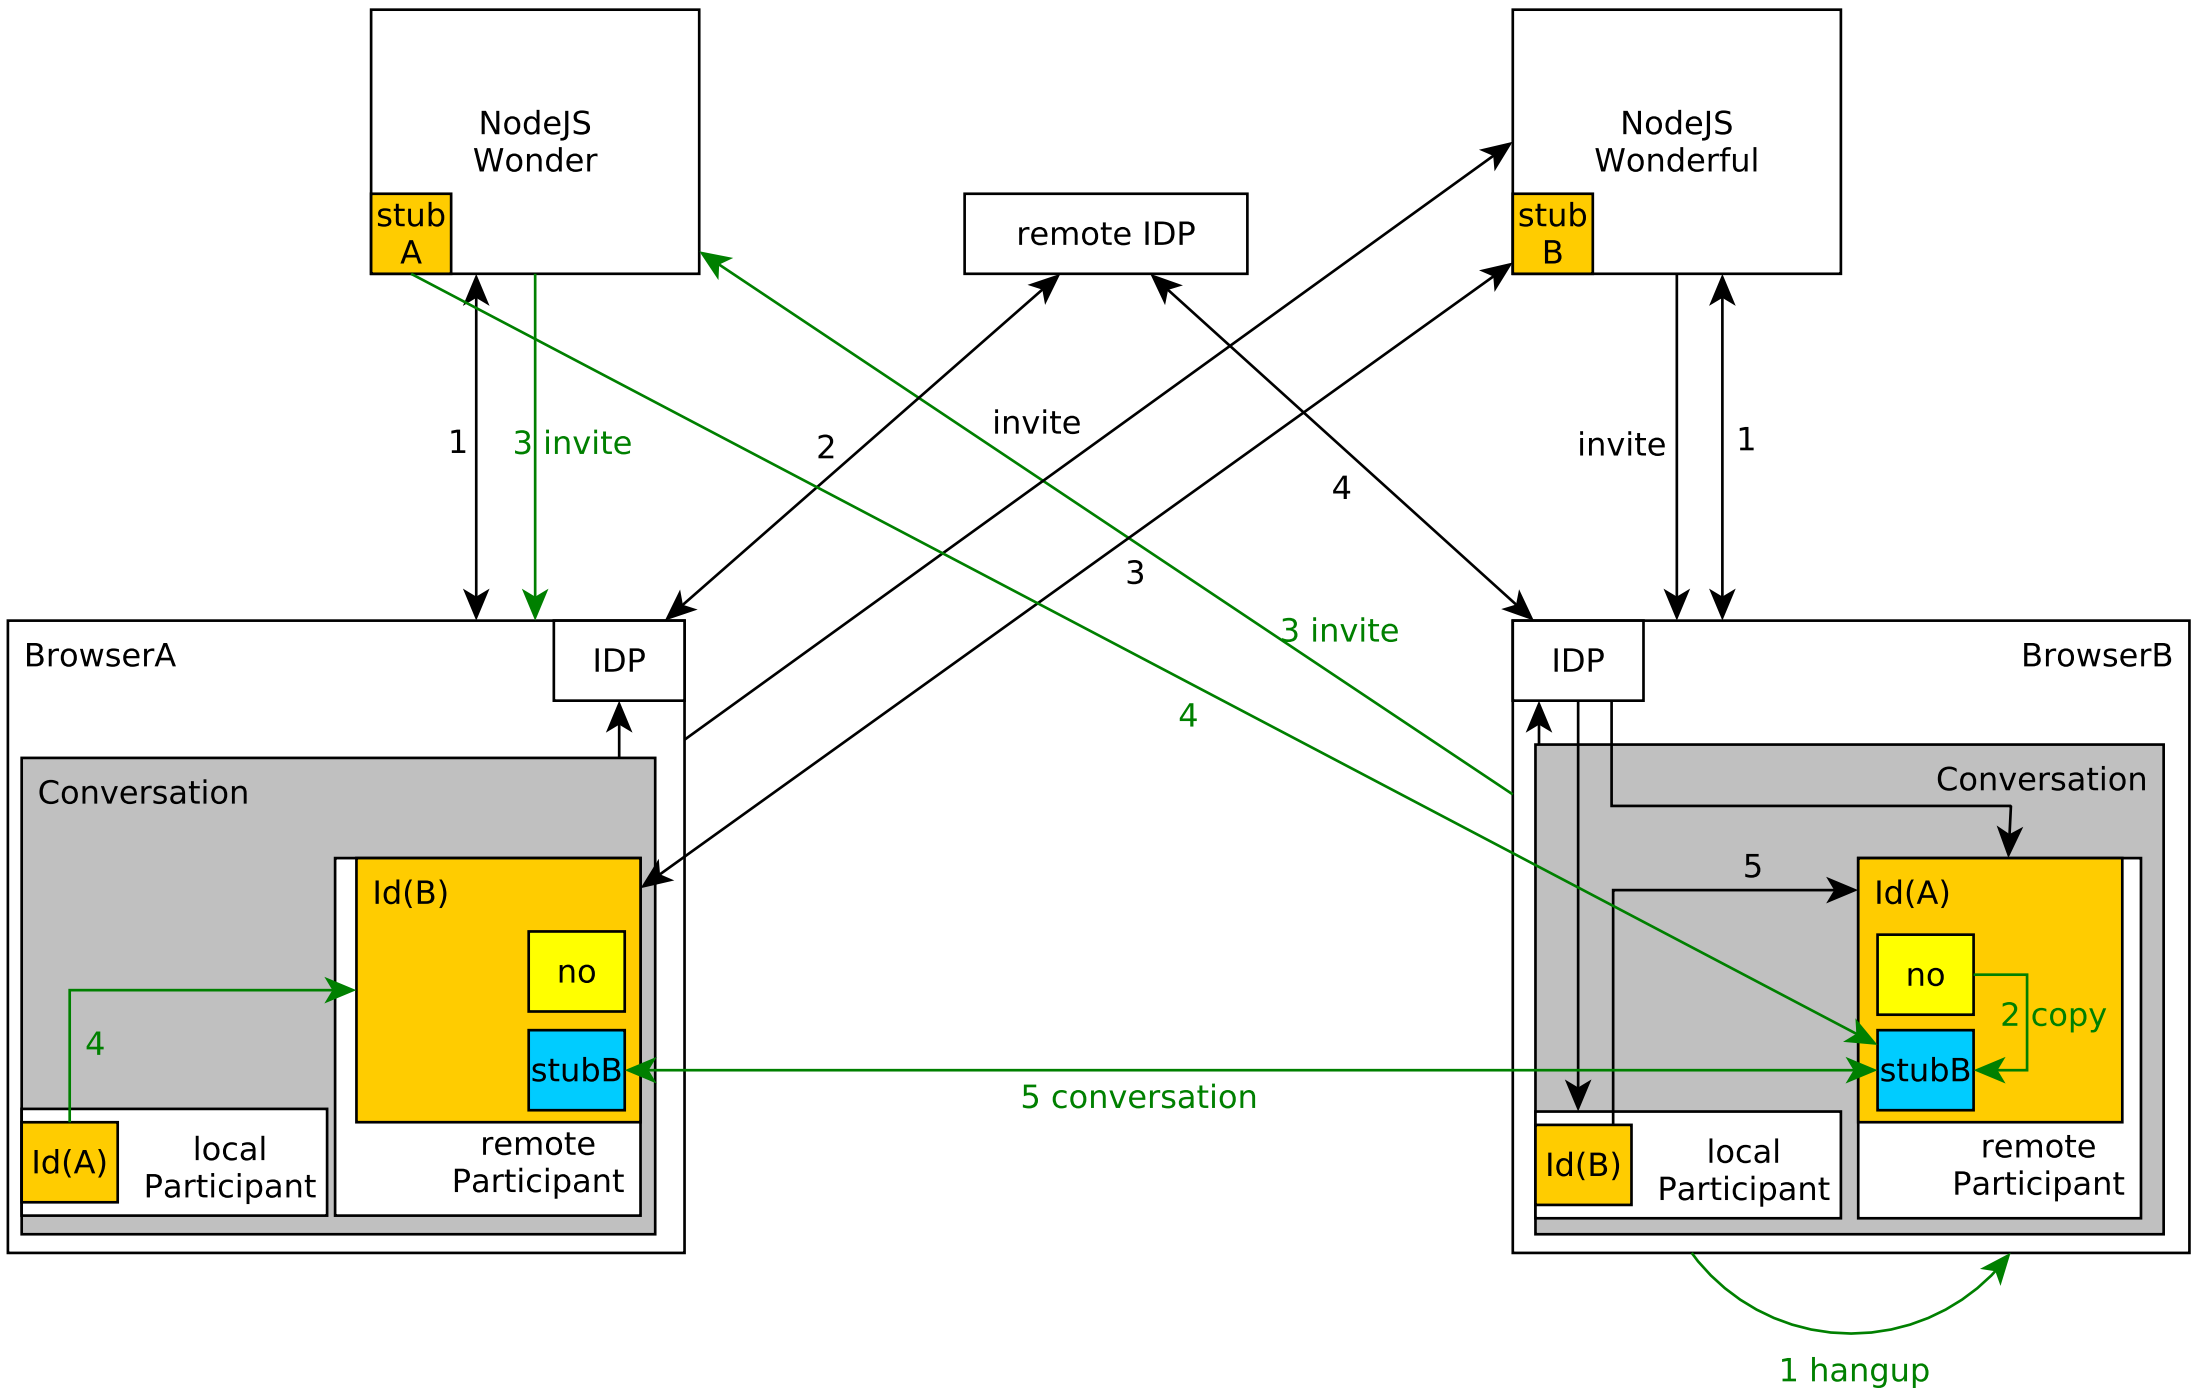 NodeJS
Wonder
stub
A
remote IDP
NodeJS
Wonderful
stub
B
1
3 invite
2
invite
4
3
invite
1
3 invite
4
BrowserA
IDP
Conversation
Id(B)
no
stubB
4
Id(A)
local
Participant
remote
Participant
5 conversation
IDP
BrowserB
Conversation
5
Id(A)
no
2 copy
stubB
Id(B)
local
Participant
remote
Participant
1 hangup